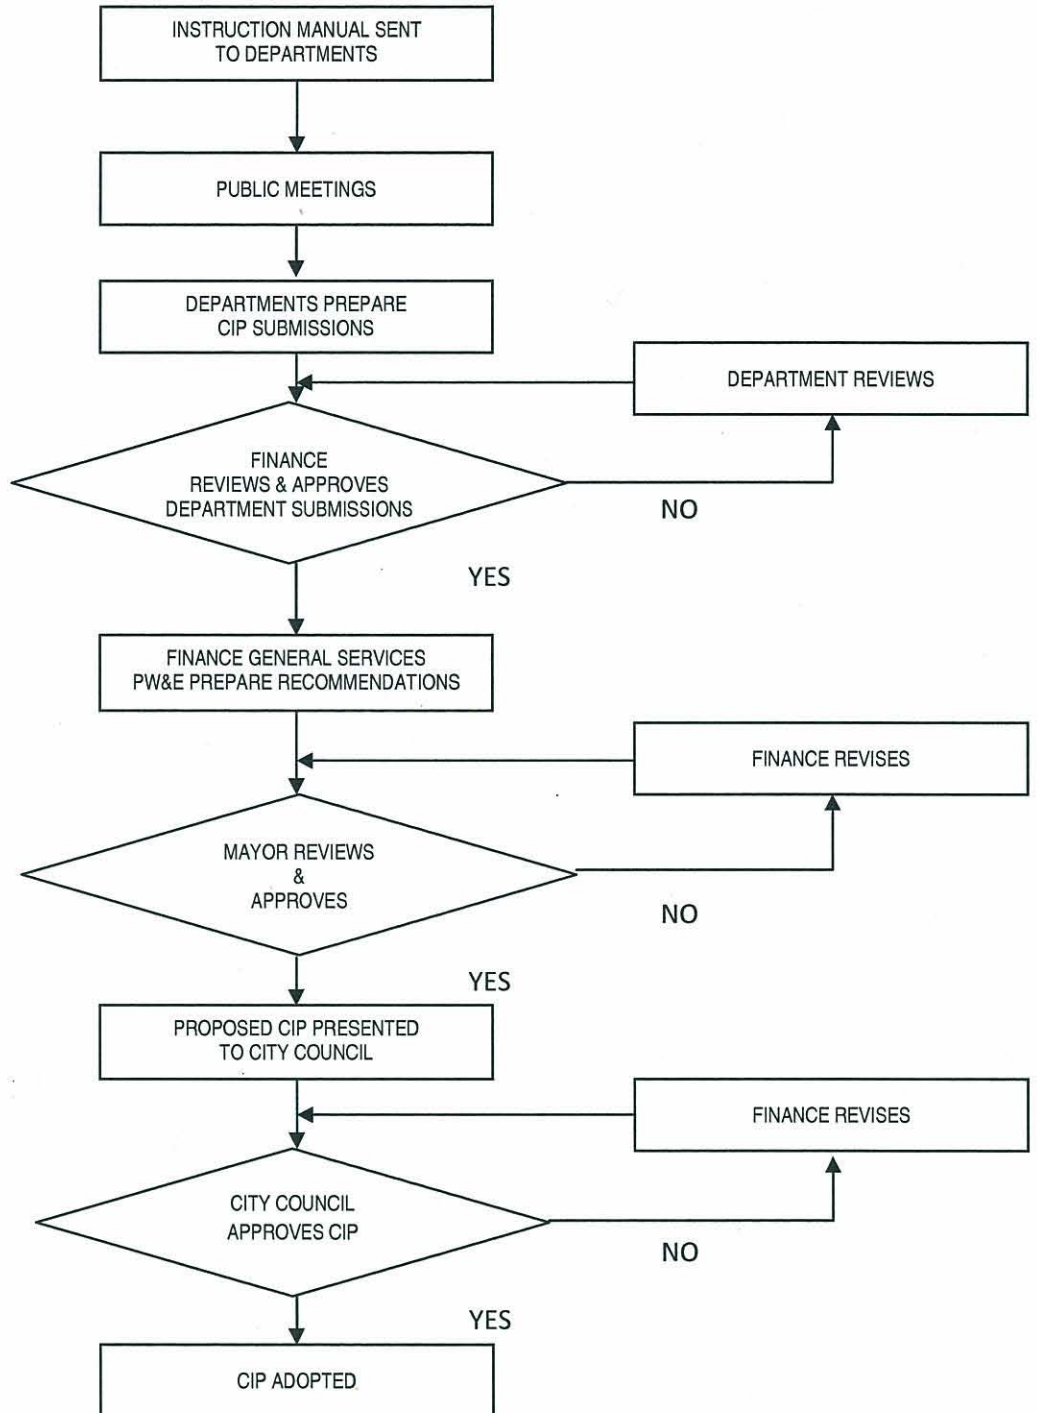 INSTRUCTION MANUAL SENT
TO DEPARTMENTS
PUBLIC MEETINGS
DEPARTMENTS PREPARE
CIP SUBMISSIONS
DEPARTMENT REVIEWS
FINANCE
REVIEWS & APPROVES
DEPARTMENT SUBMISSIONS
NO
YES
FINANCE GENERAL SERVICES
PW&E PREPARE RECOMMENDATIONS
FINANCE REVISES
MAYOR REVIEWS
&
APPROVES
NO
YES
PROPOSED CIP PRESENTED
TO CITY COUNCIL
FINANCE REVISES
CITY COUNCIL
APPROVES CIP
NO
YES
CIP ADOPTED